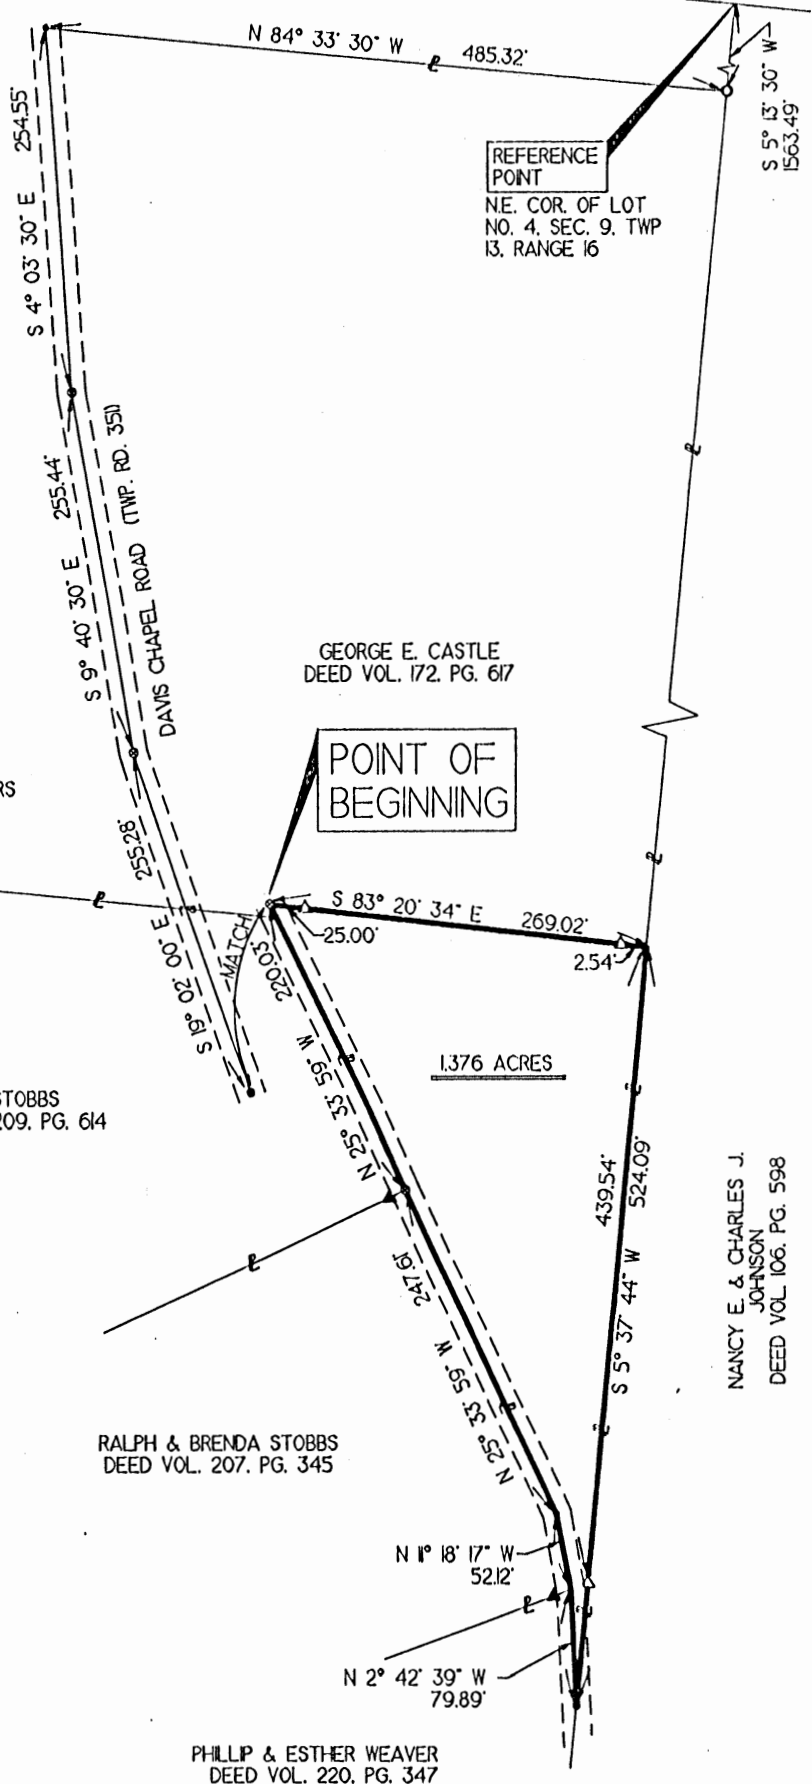 N 84° 33' 30" W 485.32'
S 5° 13' 30" W
1563.49'
REFERENCE
POINT
N.E. COR. OF LOT
NO. 4, SEC. 9, TWP
13, RANGE 16
S 4° 03' 30" E 254.55'
S 9° 40' 30" E 255.44'
DAVIS CHAPEL ROAD (TWP. RD. 351)
GEORGE E. CASTLE
DEED VOL. 172, PG. 617
POINT OF
BEGINNING
RS
S 19° 02' 00" E 255.28'
MATCH
S 83° 20' 34" E 269.02'
25.00'
2.54'
220.03'
N 25° 33' 59" W
1.376 ACRES
STOBBS
209, PG. 614
439.54'
524.09'
S 5° 37' 44" W
NANCY E. & CHARLES J.
JOHNSON
DEED VOL. 106, PG. 598
247.61'
N 25° 33' 59" W
RALPH & BRENDA STOBBS
DEED VOL. 207, PG. 345
N 11° 18' 17" W
52.12'
N 2° 42' 39" W
79.89'
PHILLIP & ESTHER WEAVER
DEED VOL. 220, PG. 347